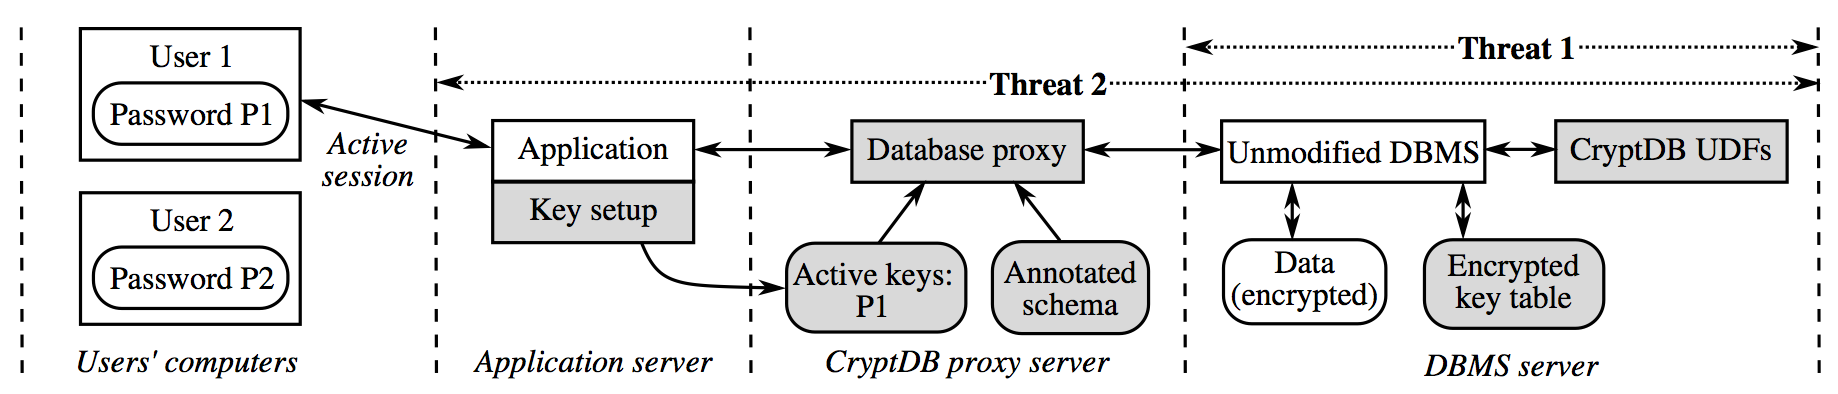 User 1
Password P1
User 2
Password P2
Users' computers
Active
session
Application
Key setup
Application server
Threat 2
Database proxy
Active keys:
P1
Annotated
schema
CryptDB proxy server
Threat 1
Unmodified DBMS
CryptDB UDFs
Data
(encrypted)
Encrypted
key table
DBMS server